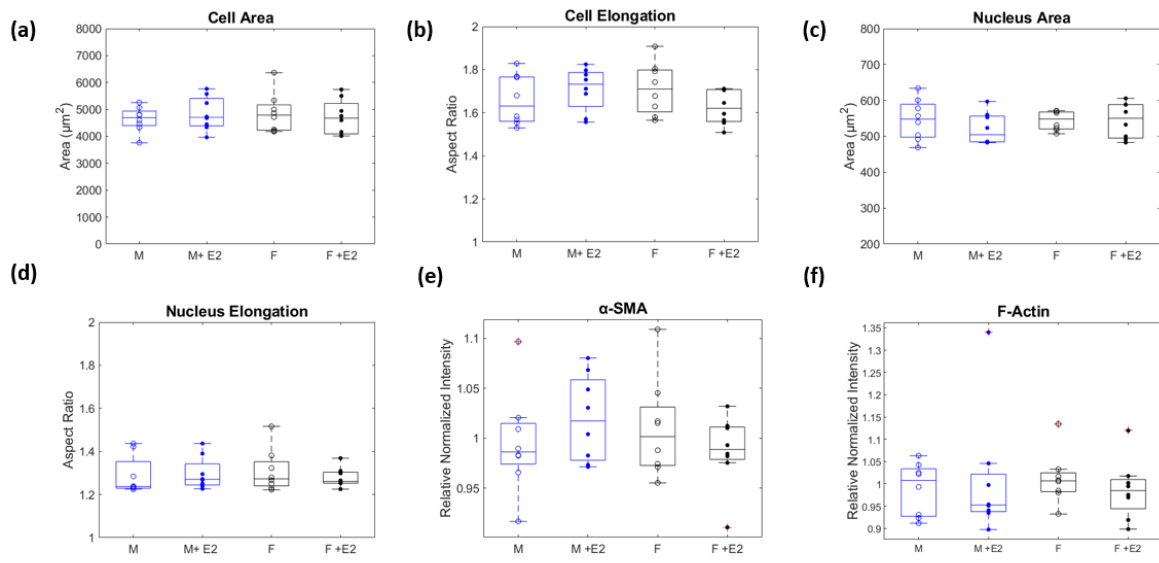 (a)
Cell Area
Area (µm²)
8000
7000
6000
5000
4000
3000
2000
1000
0
M
M+ E2
F
F +E2
(b)
Cell Elongation
Aspect Ratio
2
1.8
1.6
1.4
1.2
1
M
M+ E2
F
F +E2
(c)
Nucleus Area
Area (µm²)
800
700
600
500
400
300
200
M
M+ E2
F
F +E2
(d)
Nucleus Elongation
Aspect Ratio
2
1.8
1.6
1.4
1.2
1
M
M+ E2
F
F +E2
(e)
α-SMA
Relative Normalized Intensity
1.1
1.05
1
0.95
M
M +E2
F
F +E2
(f)
F-Actin
Relative Normalized Intensity
1.35
1.3
1.25
1.2
1.15
1.1
1.05
1
0.95
0.9
M
M +E2
F
F +E2